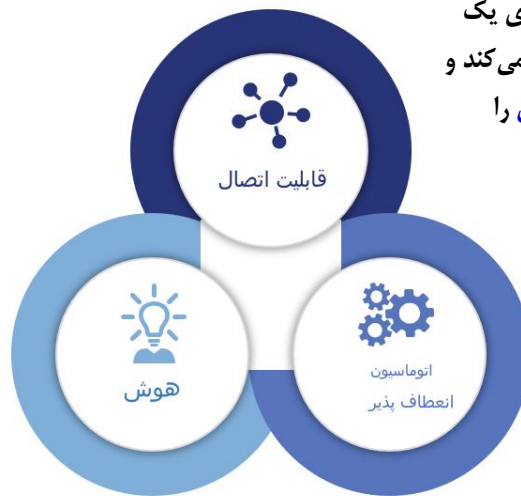 ی یک
می‌کند و
را
قابلیت اتصال
هوش
اتوماسیون
انعطاف پذیر